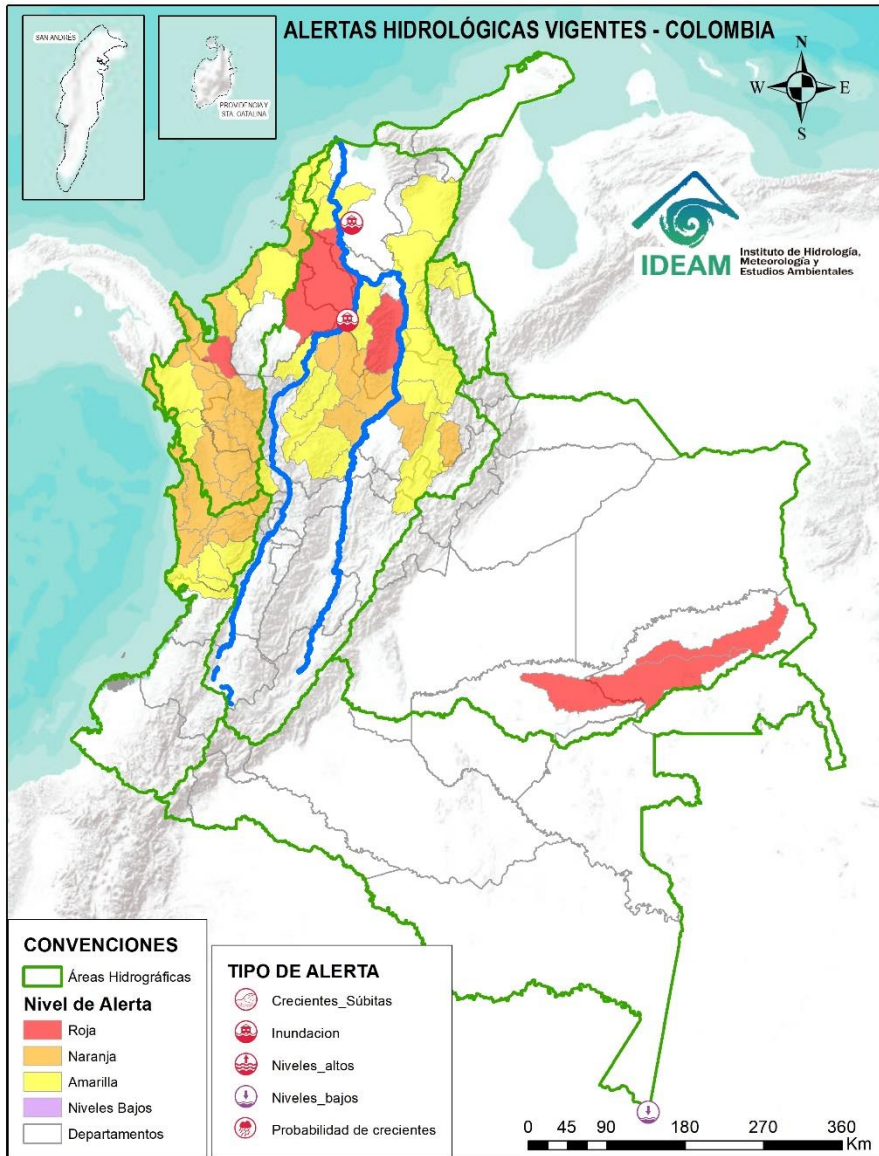 ALERTAS HIDROLÓGICAS VIGENTES - COLOMBIA
SAN ANDRÉS
PROVIDENCIA Y
STA. CATALINA
N
W
E
S
IDEAM
Instituto de Hidrología,
Meteorología y
Estudios Ambientales
CONVENCIONES
Áreas Hidrográficas
Nivel de Alerta
Roja
Naranja
Amarilla
Niveles Bajos
Departamentos
TIPO DE ALERTA
Crecientes_Súbitas
Inundacion
Niveles_altos
Niveles_bajos
Probabilidad de crecientes
0 45 90 180 270 360
Km